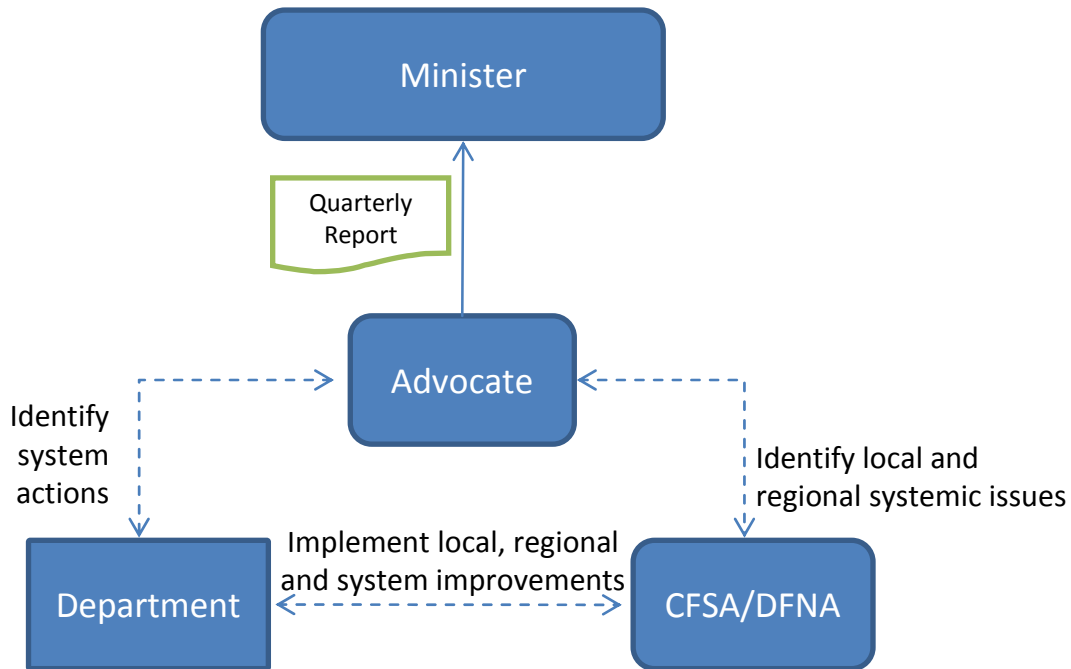 Minister
Quarterly
Report
Advocate
Identify
system
actions
Identify local and
regional systemic issues
Implement local, regional
and system improvements
Department
CFSA/DFNA